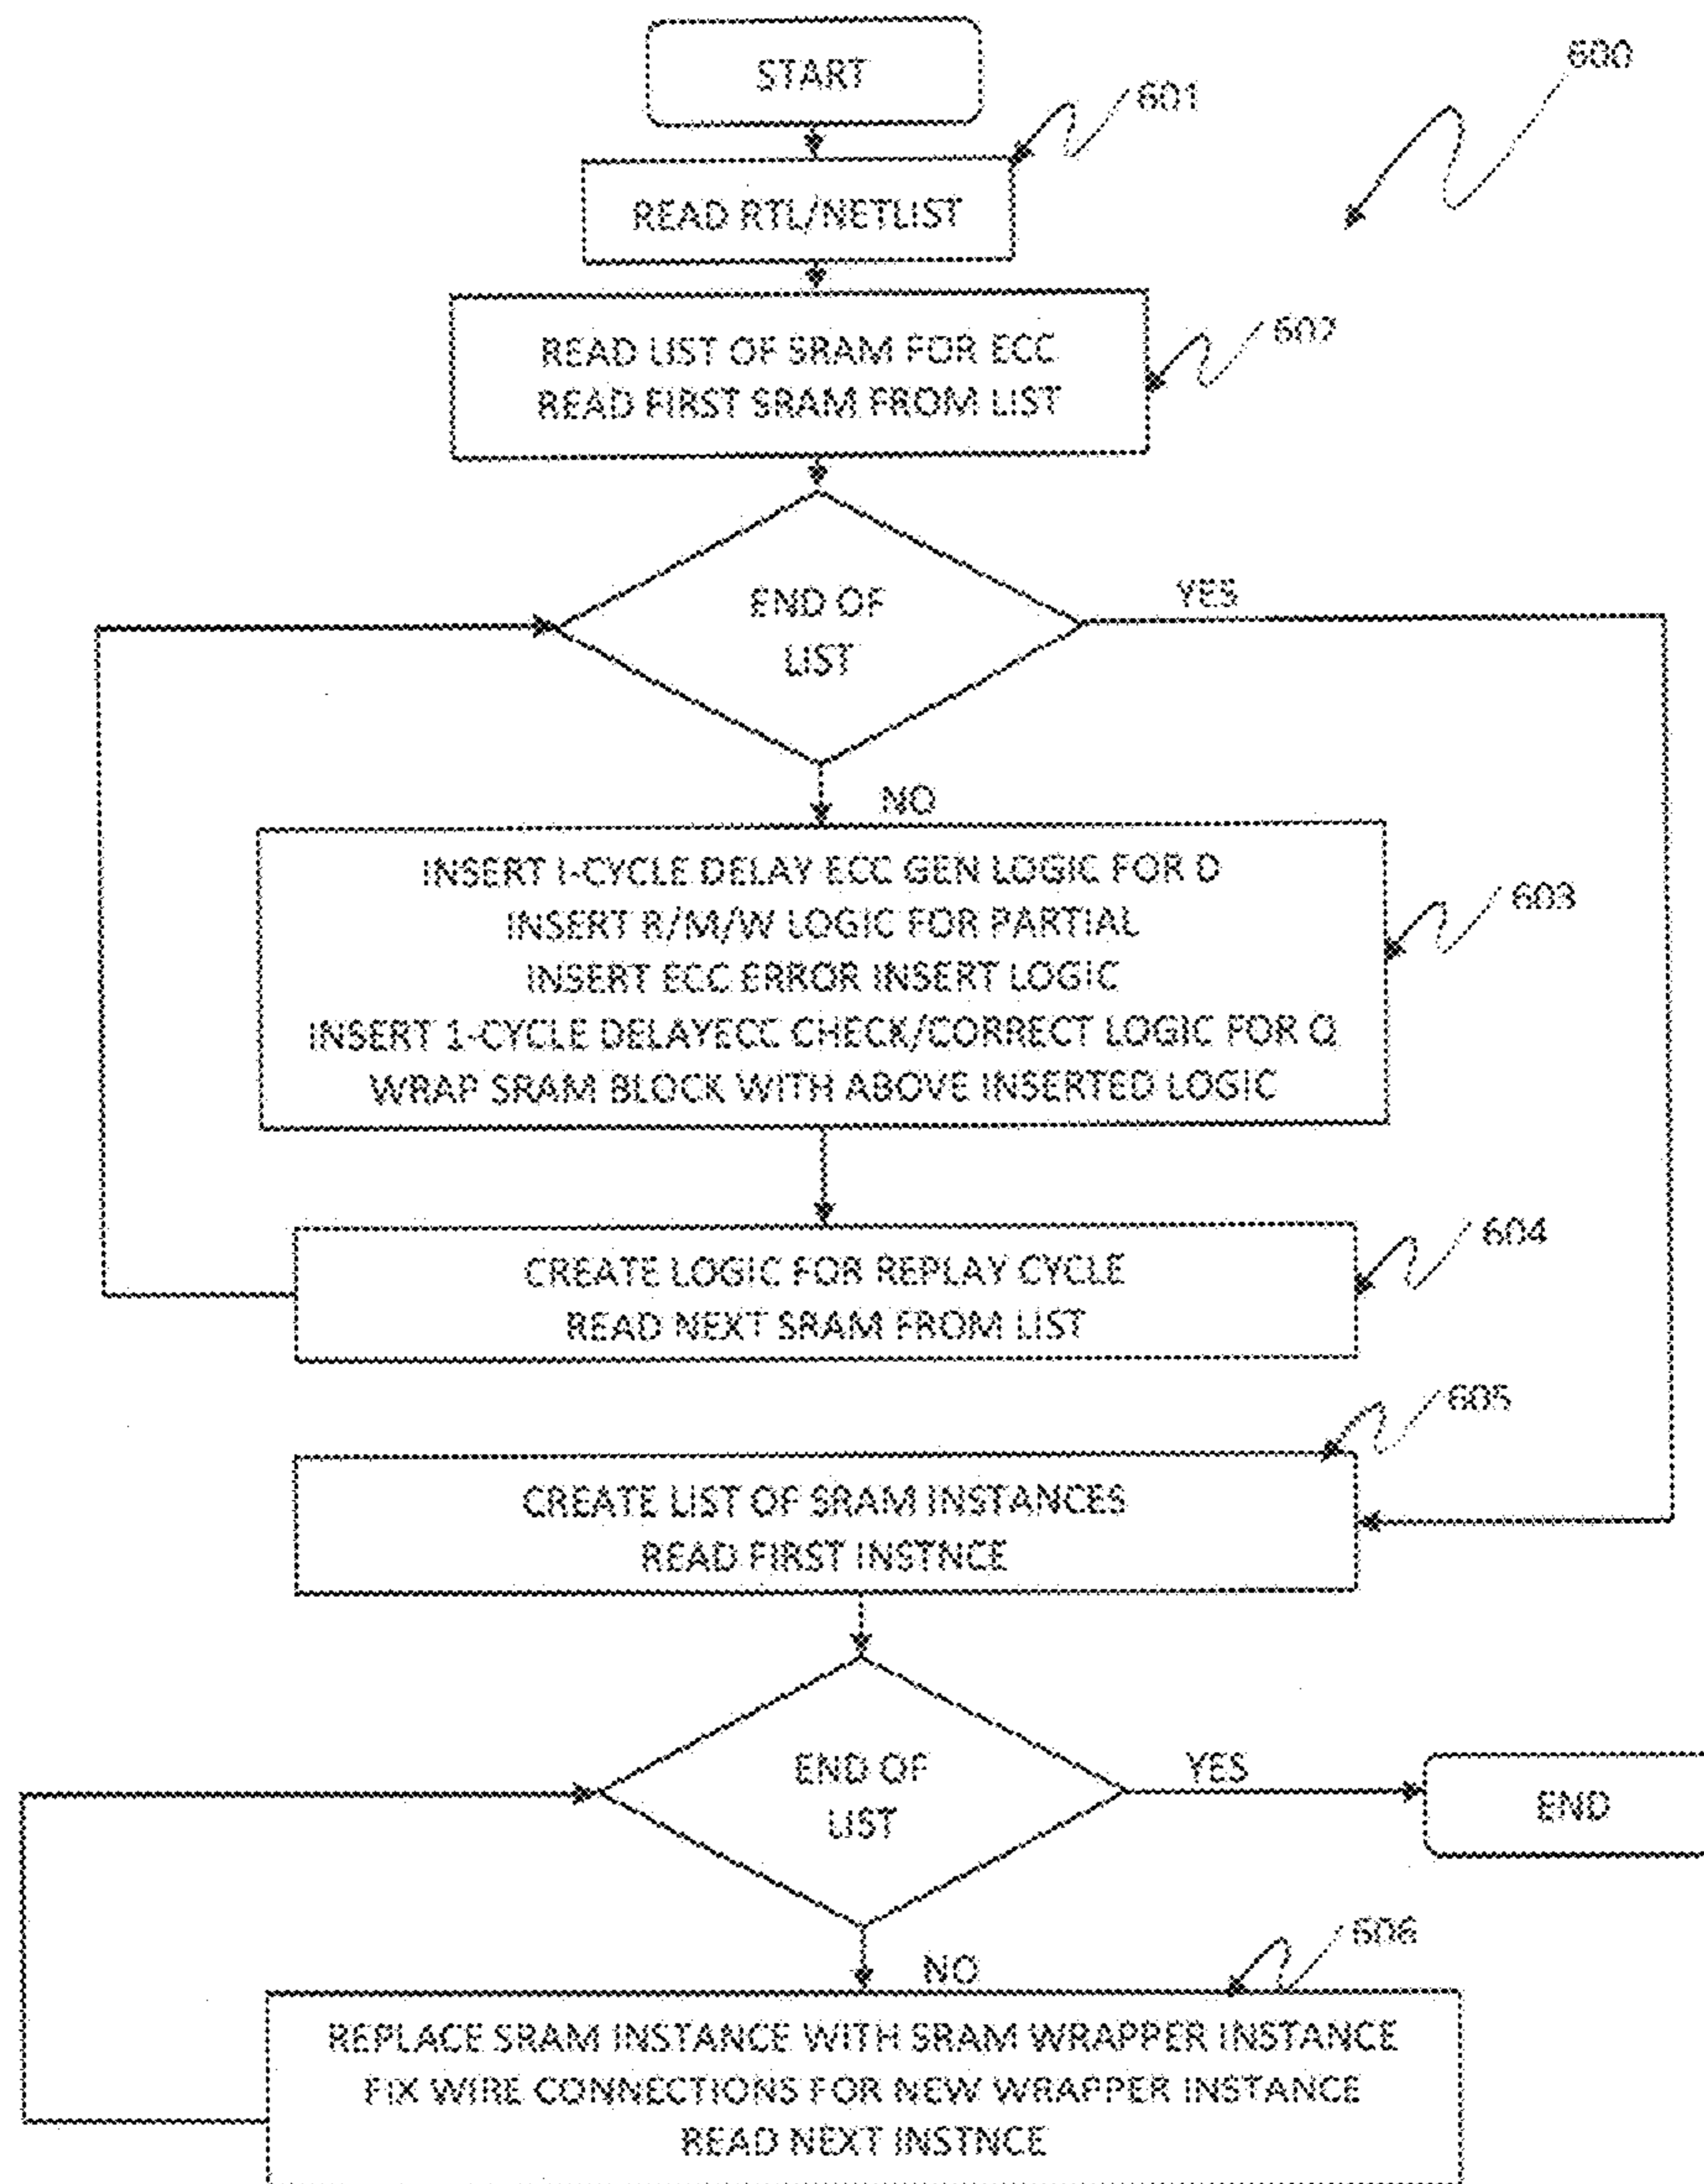 START
600
601
READ RTL/NETLIST
READ LIST OF SRAM FOR ECC
READ FIRST SRAM FROM LIST
602
END OF
LIST
YES
NO
INSERT I-CYCLE DELAY ECC GEN LOGIC FOR D
INSERT R/M/W LOGIC FOR PARTIAL
INSERT ECC ERROR INSERT LOGIC
INSERT 1-CYCLE DELAYECC CHECK/CORRECT LOGIC FOR Q
WRAP SRAM BLOCK WITH ABOVE INSERTED LOGIC
603
CREATE LOGIC FOR REPLAY CYCLE
READ NEXT SRAM FROM LIST
604
605
CREATE LIST OF SRAM INSTANCES
READ FIRST INSTNCE
END OF
LIST
YES
END
NO
606
REPLACE SRAM INSTANCE WITH SRAM WRAPPER INSTANCE
FIX WIRE CONNECTIONS FOR NEW WRAPPER INSTANCE
READ NEXT INSTNCE